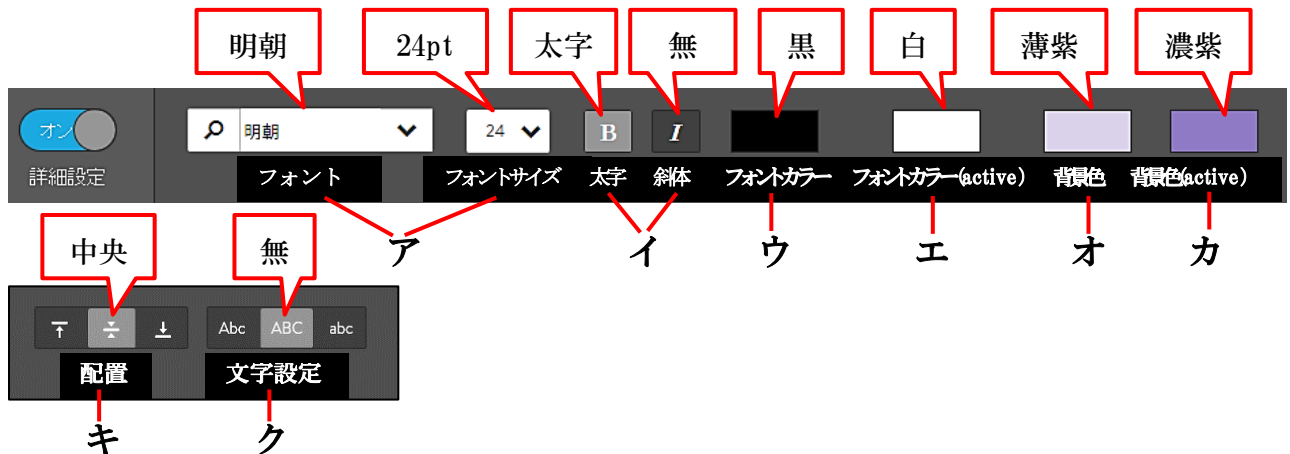 明朝 24pt 太字 無 黒 白 薄紫 濃紫
オン 明朝 24 B I
詳細設定 フォント フォントサイズ 太字 斜体 フォントカラー フォントカラー(active) 背景色 背景色(active)
ア イ ウ エ オ カ
中央 無
Abc ABC abc
配置 文字設定
キ ク